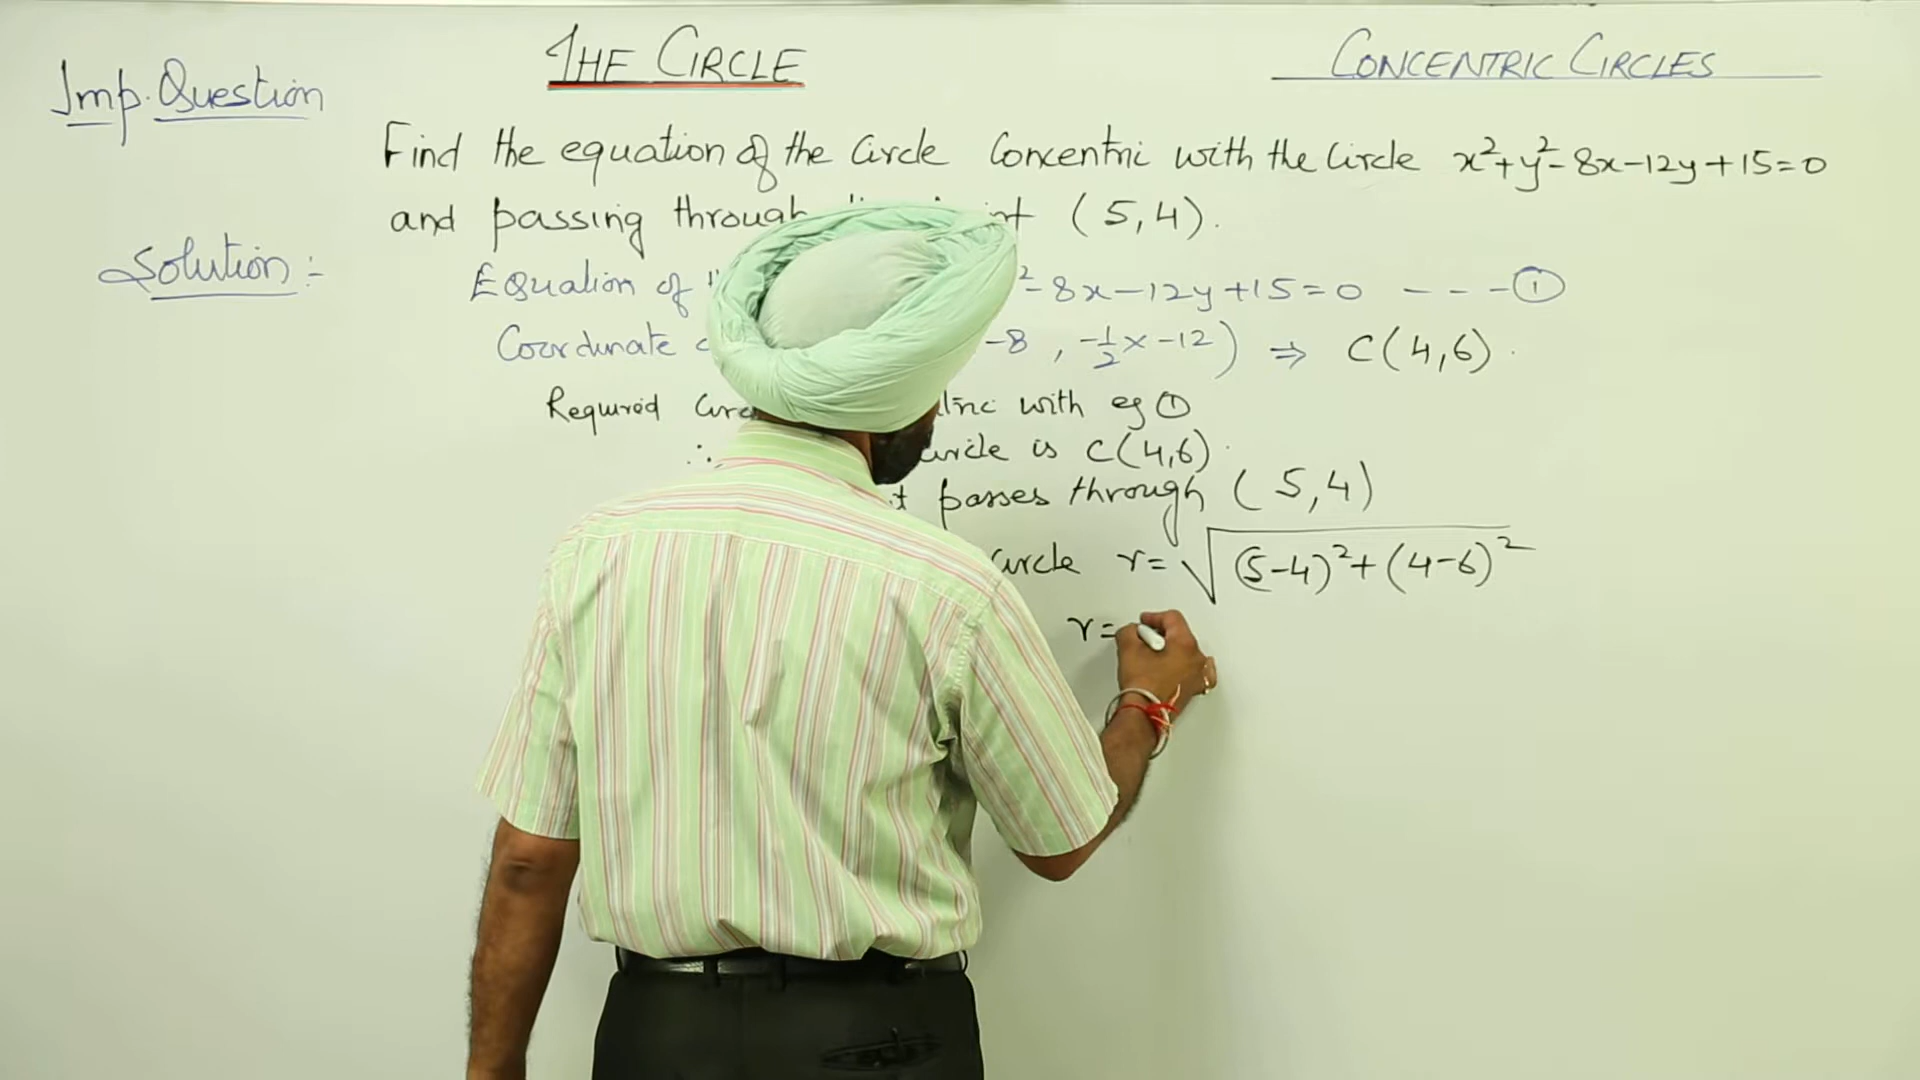 THE CIRCLE
CONCENTRIC CIRCLES
Imp. Question
Find the equation of the Circle Concentric with the Circle x²+y²-8x-12y+15=0
and passing through (5,4).
Solution :-
Equation of ²-8x-12y+15=0 - - - ①
Coordinate -8 , -1/2 x -12) ⇒ C(4,6).
Required with eq ①
∴ Circle is C(4,6).
passes through (5,4)
Circle r= √(5-4)²+(4-6)²
r=